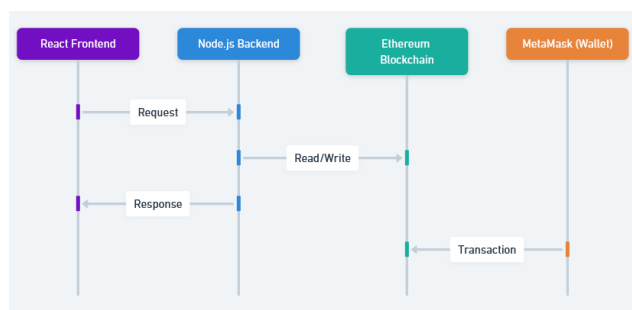 React Frontend
Node.js Backend
Ethereum
Blockchain
MetaMask (Wallet)
Request
Read/Write
Response
Transaction